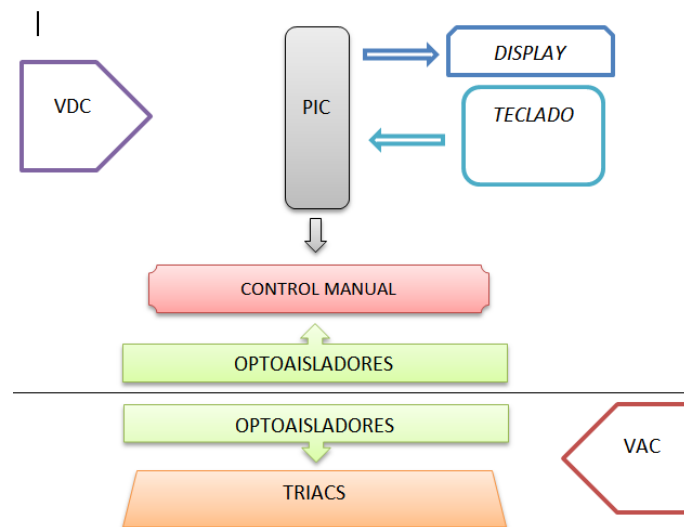 DISPLAY
VDC
PIC
TECLADO
CONTROL MANUAL
OPTOAISLADORES
OPTOAISLADORES
VAC
TRIACS